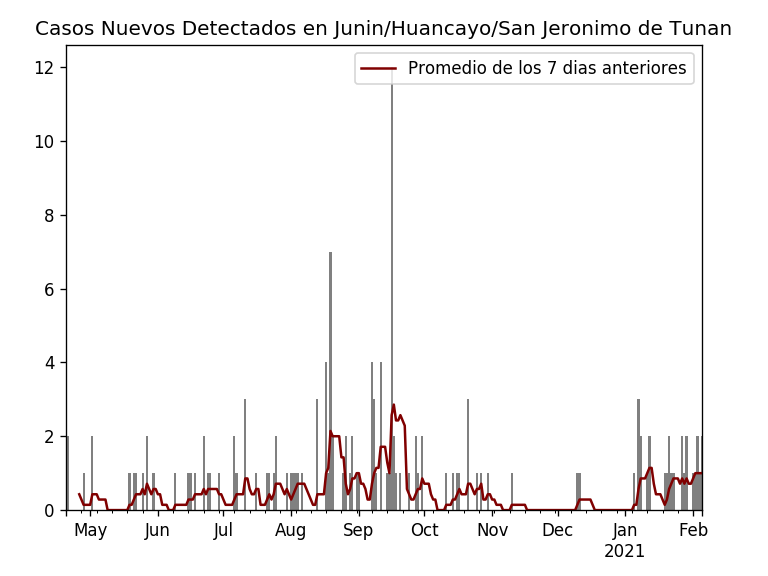 Casos Nuevos Detectados en Junin/Huancayo/San Jeronimo de Tunan
Promedio de los 7 dias anteriores
12
10
8
6
4
2
0
May Jun Jul Aug Sep Oct Nov Dec Jan Feb
2021